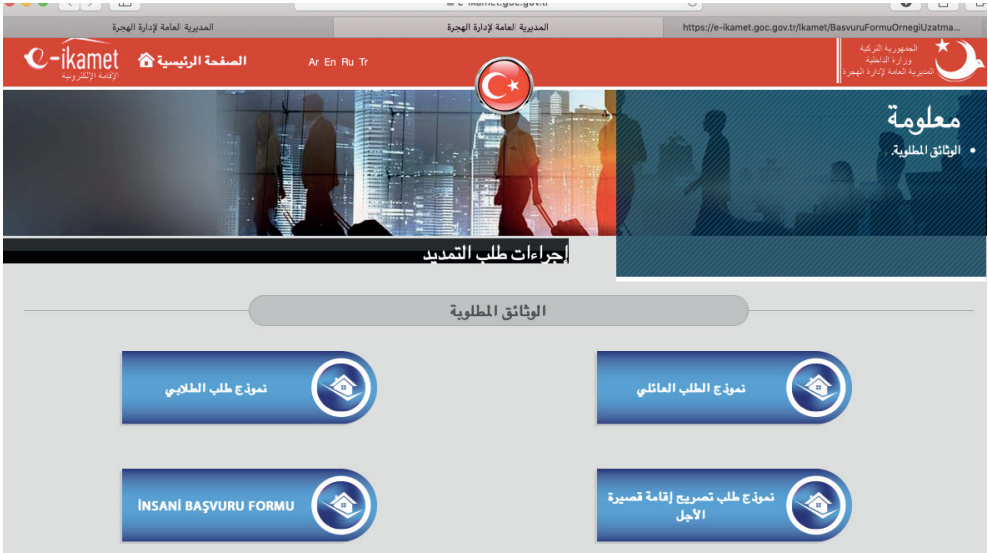 المديرية العامة لإدارة الهجرة
المديرية العامة لإدارة الهجرة
https://e-ikamet.goc.gov.tr/Ikamet/BasvuruFormuOrnegiUzatma...
e-ikamet
الإقامة الإلكترونية
الصفحة الرئيسية
Ar En Ru Tr
الجمهورية التركية
وزارة الداخلية
المديرية العامة لإدارة الهجرة
معلومة
• الوثائق المطلوبة.
إجراءات طلب التمديد
الوثائق المطلوبة
نموذج الطلب العائلي
نموذج طلب الطلابي
نموذج طلب تصريح إقامة قصيرة
الأجل
İNSANİ BAŞVURU FORMU